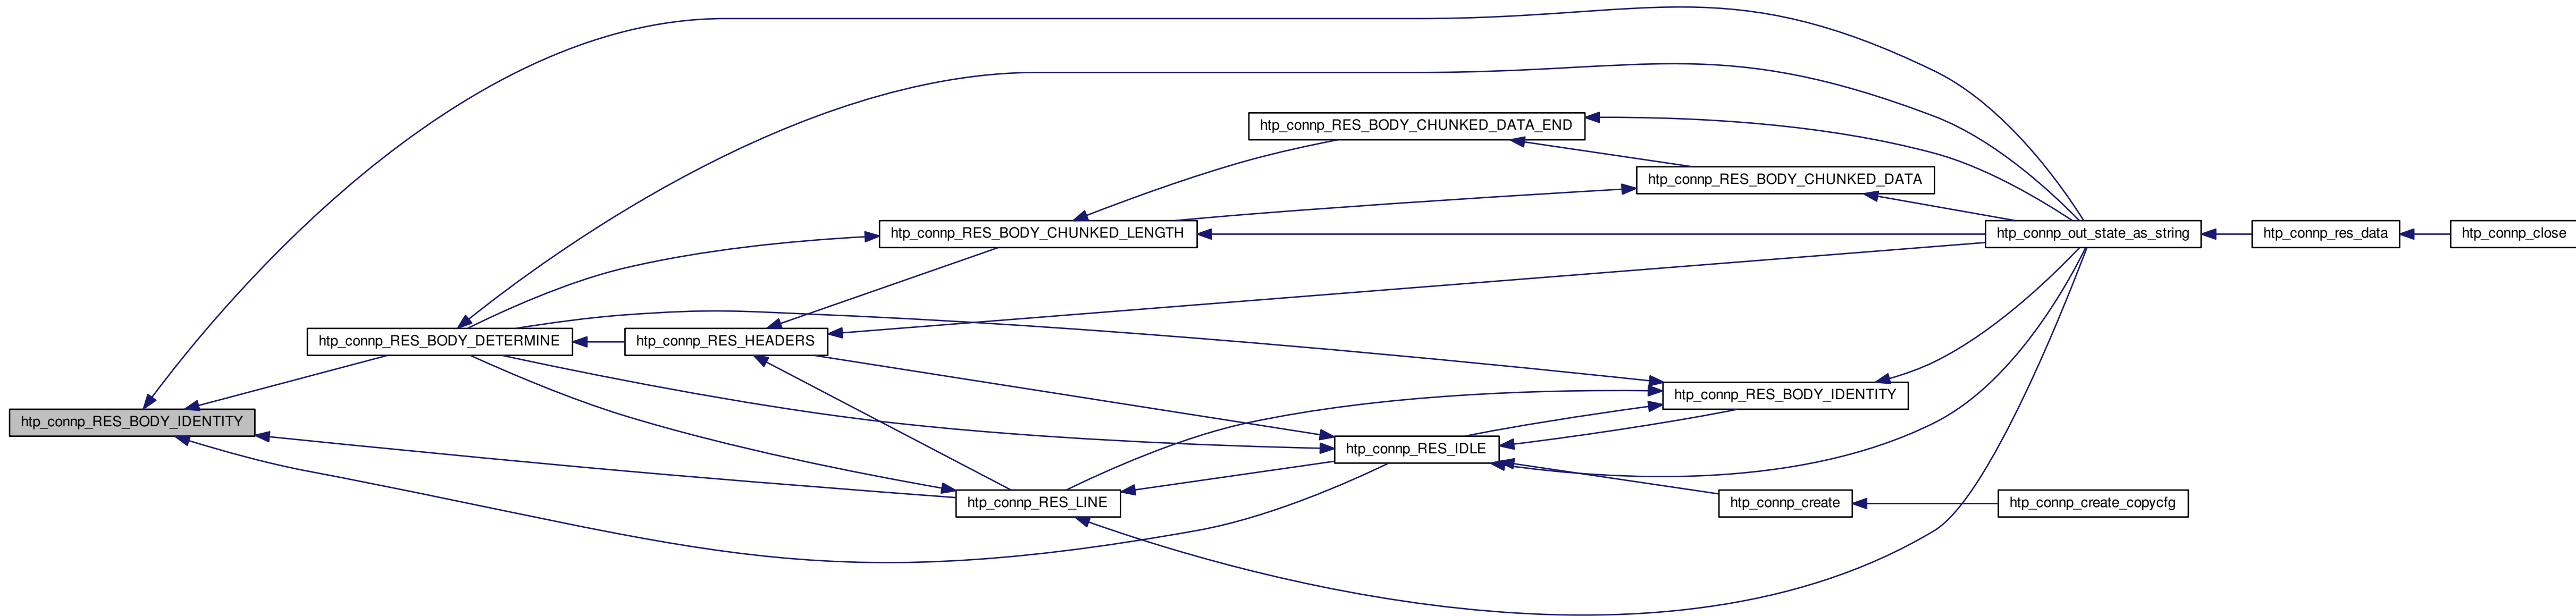 htp_connp_RES_BODY_CHUNKED_DATA_END
htp_connp_RES_BODY_CHUNKED_DATA
htp_connp_RES_BODY_CHUNKED_LENGTH
htp_connp_out_state_as_string
htp_connp_res_data
htp_connp_close
htp_connp_RES_BODY_DETERMINE
htp_connp_RES_HEADERS
htp_connp_RES_BODY_IDENTITY
htp_connp_RES_BODY_IDENTITY
htp_connp_RES_IDLE
htp_connp_RES_LINE
htp_connp_create
htp_connp_create_copycfg